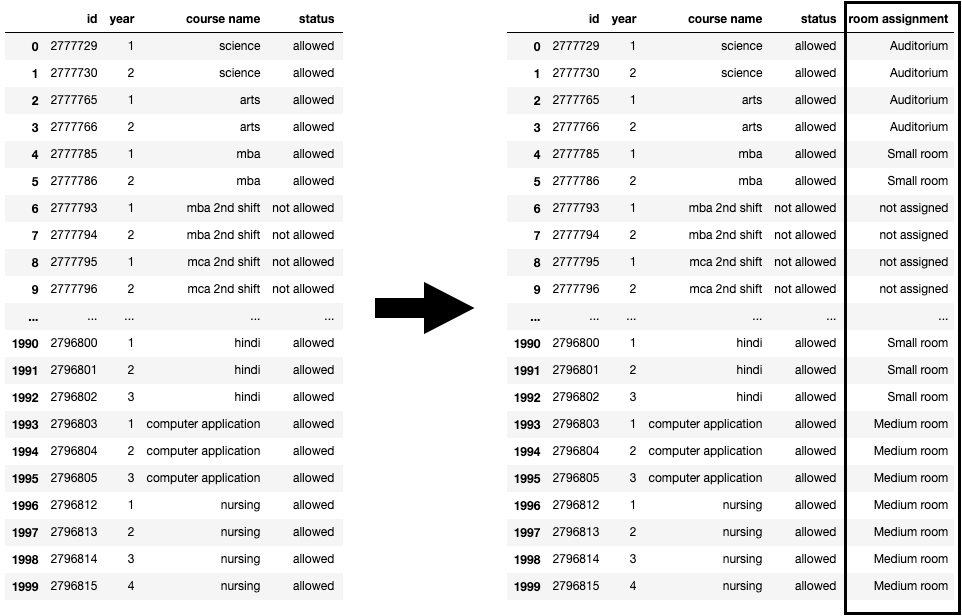 id year course name status
0 2777729 1 science allowed
1 2777730 2 science allowed
2 2777765 1 arts allowed
3 2777766 2 arts allowed
4 2777785 1 mba allowed
5 2777786 2 mba allowed
6 2777793 1 mba 2nd shift not allowed
7 2777794 2 mba 2nd shift not allowed
8 2777795 1 mca 2nd shift not allowed
9 2777796 2 mca 2nd shift not allowed
... ... ... ... ...
1990 2796800 1 hindi allowed
1991 2796801 2 hindi allowed
1992 2796802 3 hindi allowed
1993 2796803 1 computer application allowed
1994 2796804 2 computer application allowed
1995 2796805 3 computer application allowed
1996 2796812 1 nursing allowed
1997 2796813 2 nursing allowed
1998 2796814 3 nursing allowed
1999 2796815 4 nursing allowed
id year course name status room assignment
0 2777729 1 science allowed Auditorium
1 2777730 2 science allowed Auditorium
2 2777765 1 arts allowed Auditorium
3 2777766 2 arts allowed Auditorium
4 2777785 1 mba allowed Small room
5 2777786 2 mba allowed Small room
6 2777793 1 mba 2nd shift not allowed not assigned
7 2777794 2 mba 2nd shift not allowed not assigned
8 2777795 1 mca 2nd shift not allowed not assigned
9 2777796 2 mca 2nd shift not allowed not assigned
... ... ... ... ... ...
1990 2796800 1 hindi allowed Small room
1991 2796801 2 hindi allowed Small room
1992 2796802 3 hindi allowed Small room
1993 2796803 1 computer application allowed Medium room
1994 2796804 2 computer application allowed Medium room
1995 2796805 3 computer application allowed Medium room
1996 2796812 1 nursing allowed Medium room
1997 2796813 2 nursing allowed Medium room
1998 2796814 3 nursing allowed Medium room
1999 2796815 4 nursing allowed Medium room